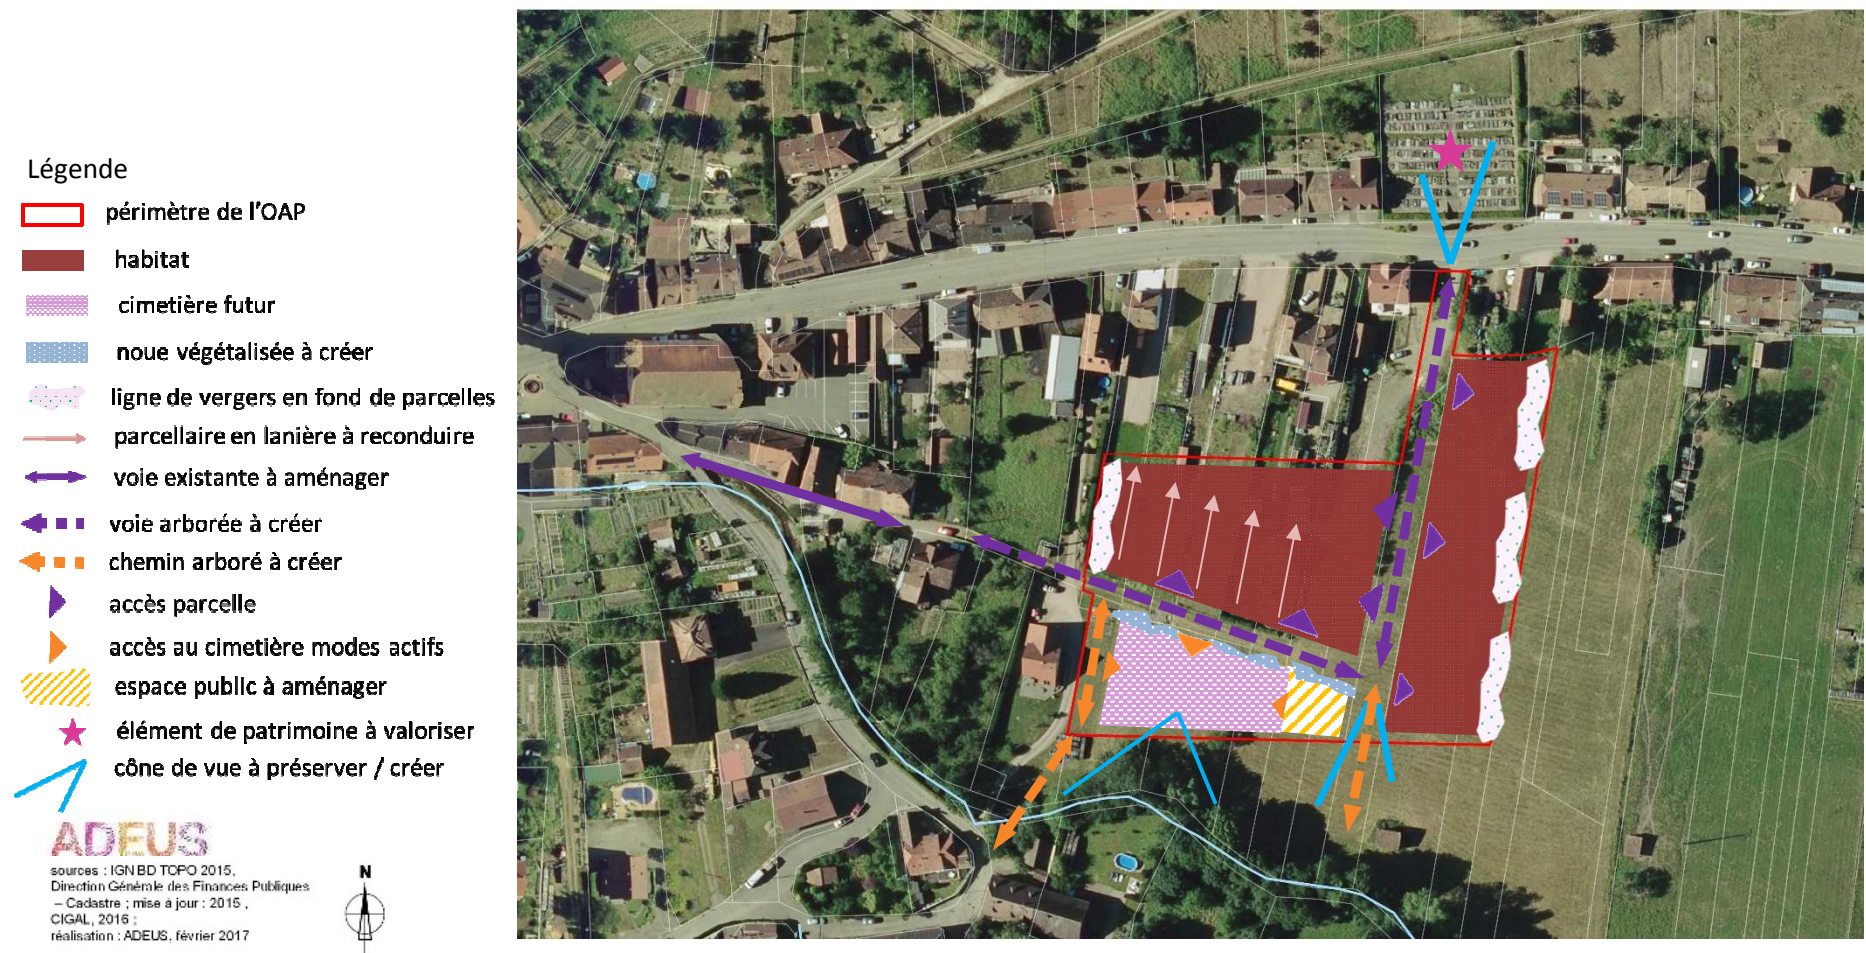 Légende
périmètre de l'OAP
habitat
cimetière futur
noue végétalisée à créer
ligne de vergers en fond de parcelles
parcellaire en lanière à reconduire
voie existante à aménager
voie arborée à créer
chemin arboré à créer
accès parcelle
accès au cimetière modes actifs
espace public à aménager
élément de patrimoine à valoriser
cône de vue à préserver / créer
ADEUS
sources : IGN BD TOPO 2015,
Direction Générale des Finances Publiques
– Cadastre ; mise à jour : 2015 ,
CIGAL, 2016 ;
réalisation : ADEUS, février 2017
N